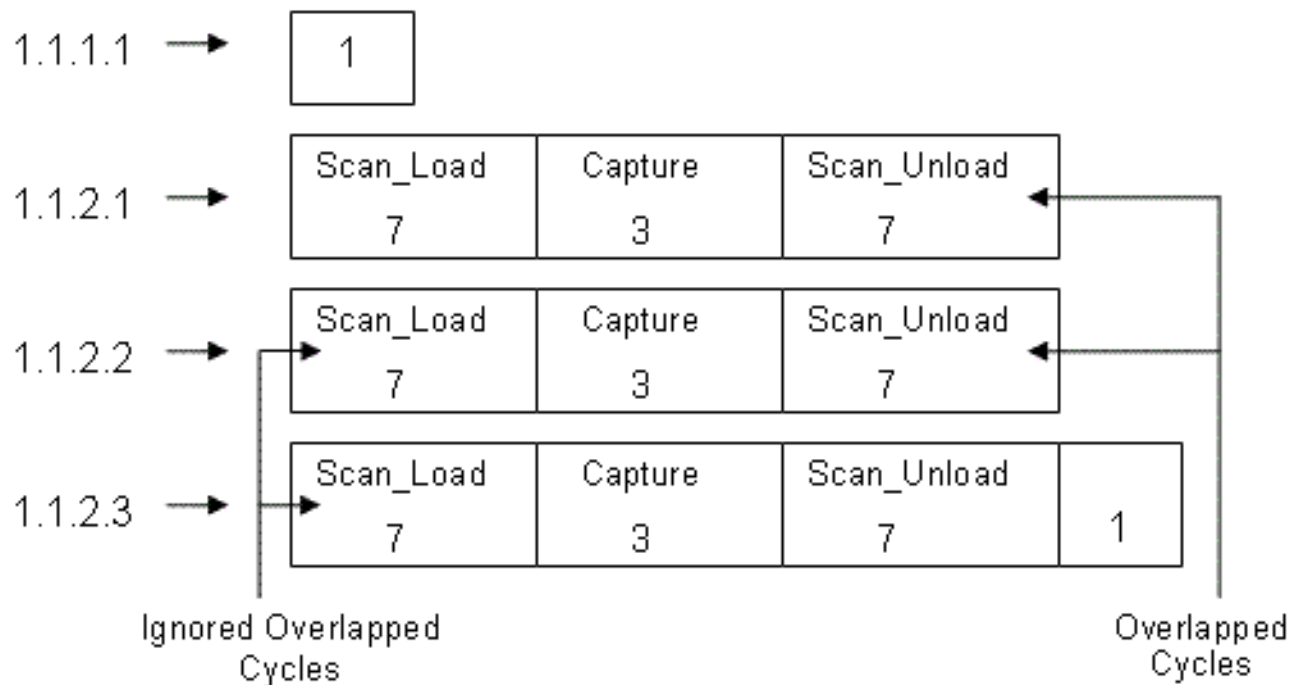 1.1.1.1 1
Scan_Load Capture Scan_Unload
1.1.2.1
7 3 7
Scan_Load Capture Scan_Unload
1.1.2.2
7 3 7
Scan_Load Capture Scan_Unload
1.1.2.3
7 3 7 1
Ignored Overlapped
Cycles
Overlapped
Cycles